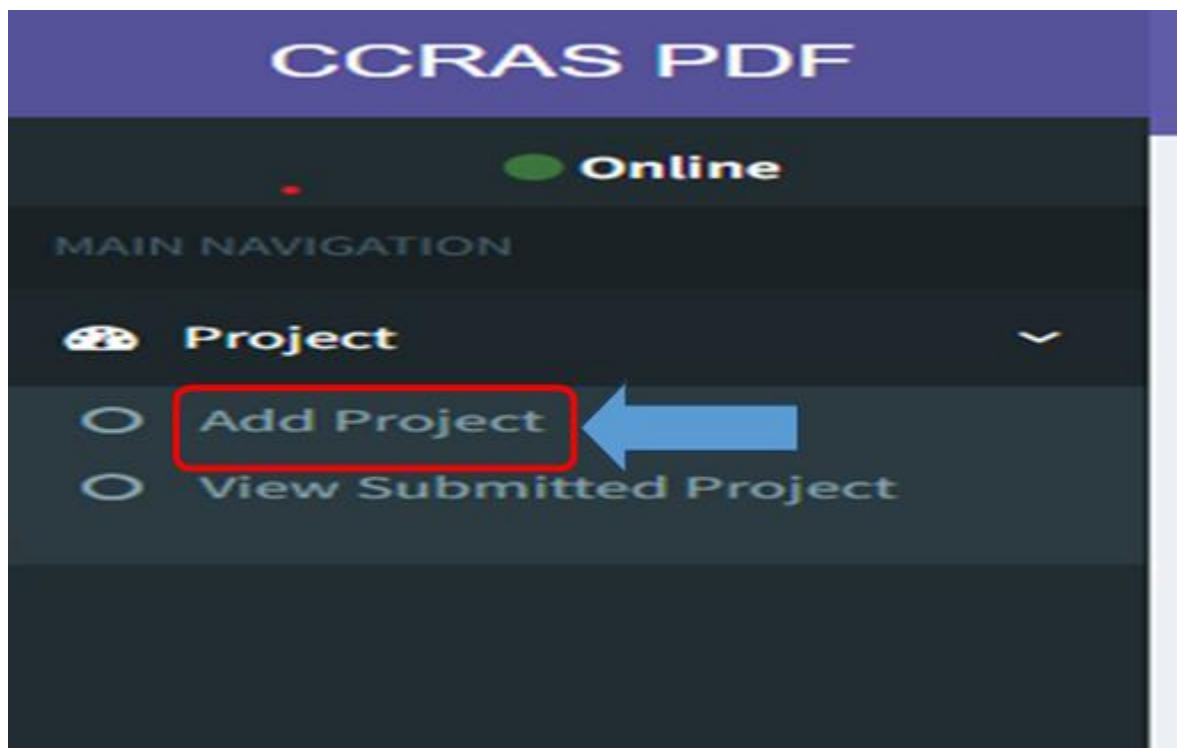 CCRAS PDF
Online
MAIN NAVIGATION
Project
Add Project
View Submitted Project